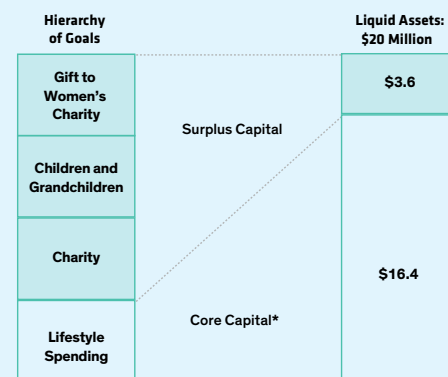 Hierarchy
of Goals
Liquid Assets:
$20 Million
Gift to
Women's
Charity
$3.6
Surplus Capital
Children and
Grandchildren
Charity
$16.4
Core Capital*
Lifestyle
Spending